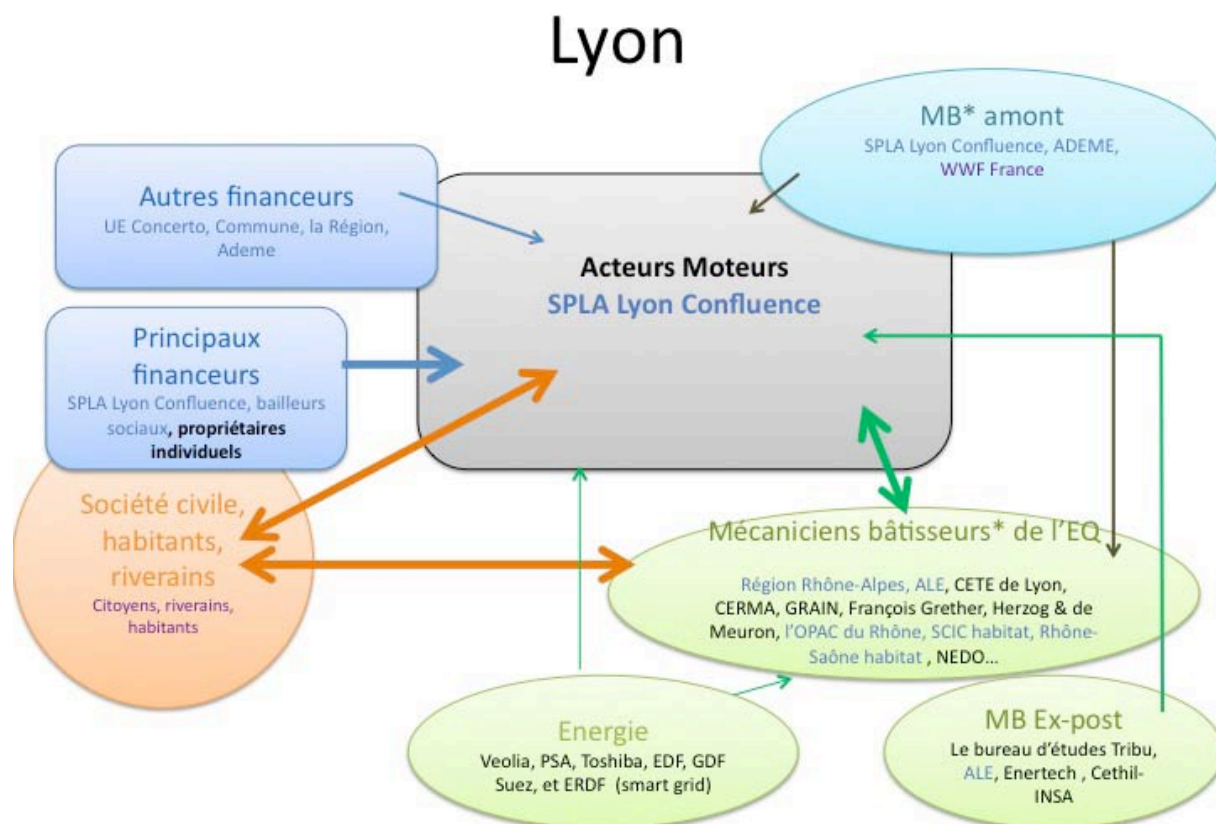 Lyon
MB* amont
SPLA Lyon Confluence, ADEME,
WWF France
Autres financeurs
UE Concerto, Commune, la Région,
Ademe
Acteurs Moteurs
SPLA Lyon Confluence
Principaux
financeurs
SPLA Lyon Confluence, bailleurs
sociaux, propriétaires
individuels
Société civile,
habitants,
riverains
Citoyens, riverains,
habitants
Mécaniciens bâtisseurs* de l’EQ
Région Rhône-Alpes, ALE, CETE de Lyon,
CERMA, GRAIN, François Grether, Herzog & de
Meuron, l’OPAC du Rhône, SCIC habitat, Rhône-
Saône habitat , NEDO...
Energie
Veolia, PSA, Toshiba, EDF, GDF
Suez, et ERDF (smart grid)
MB Ex-post
Le bureau d’études Tribu,
ALE, Enertech , Cethil-
INSA